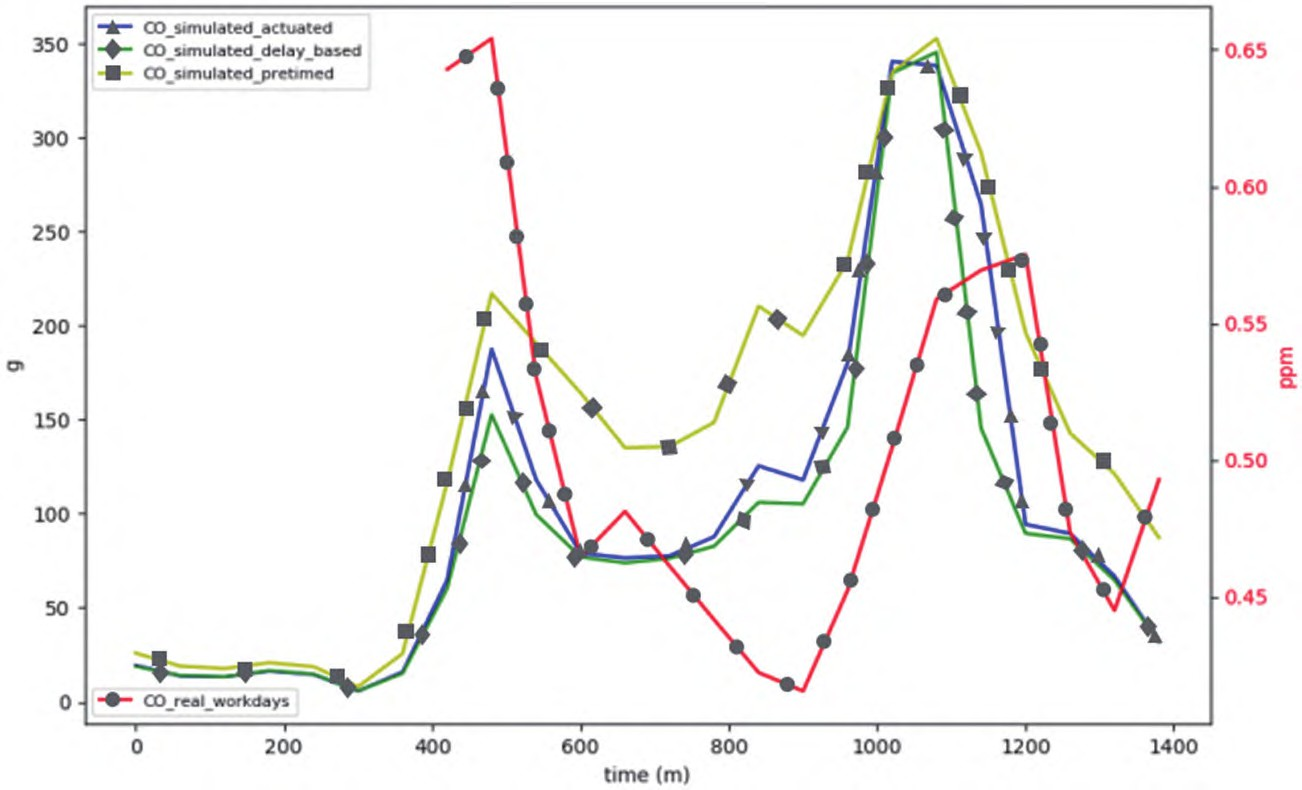 CO_simulated_actuated
CO_simulated_delay_based
CO_simulated_pretimed
350
300
250
200
150
100
50
0
g
0.65
0.60
0.55
0.50
0.45
ppm
CO_real_workdays
0 200 400 600 800 1000 1200 1400
time (m)